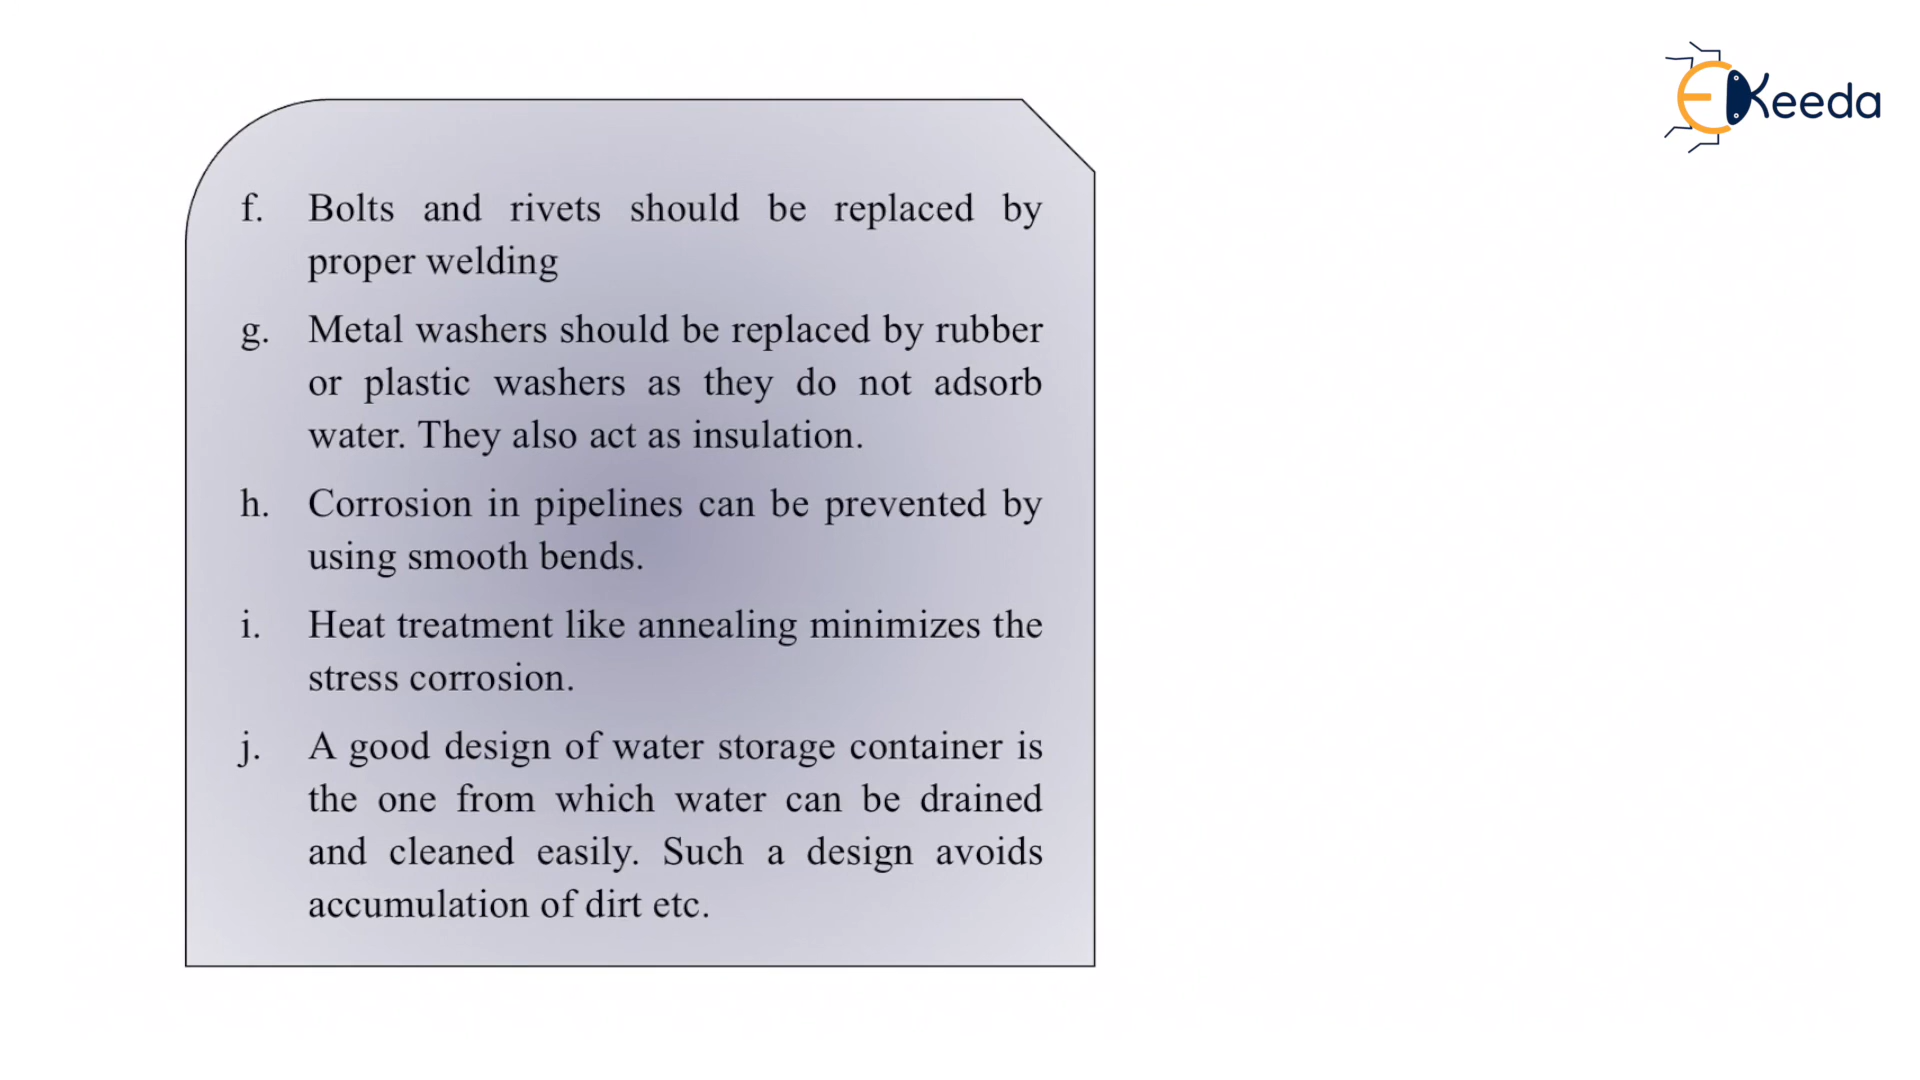 EKeeda
f. Bolts and rivets should be replaced by
proper welding
g. Metal washers should be replaced by rubber
or plastic washers as they do not adsorb
water. They also act as insulation.
h. Corrosion in pipelines can be prevented by
using smooth bends.
i. Heat treatment like annealing minimizes the
stress corrosion.
j. A good design of water storage container is
the one from which water can be drained
and cleaned easily. Such a design avoids
accumulation of dirt etc.